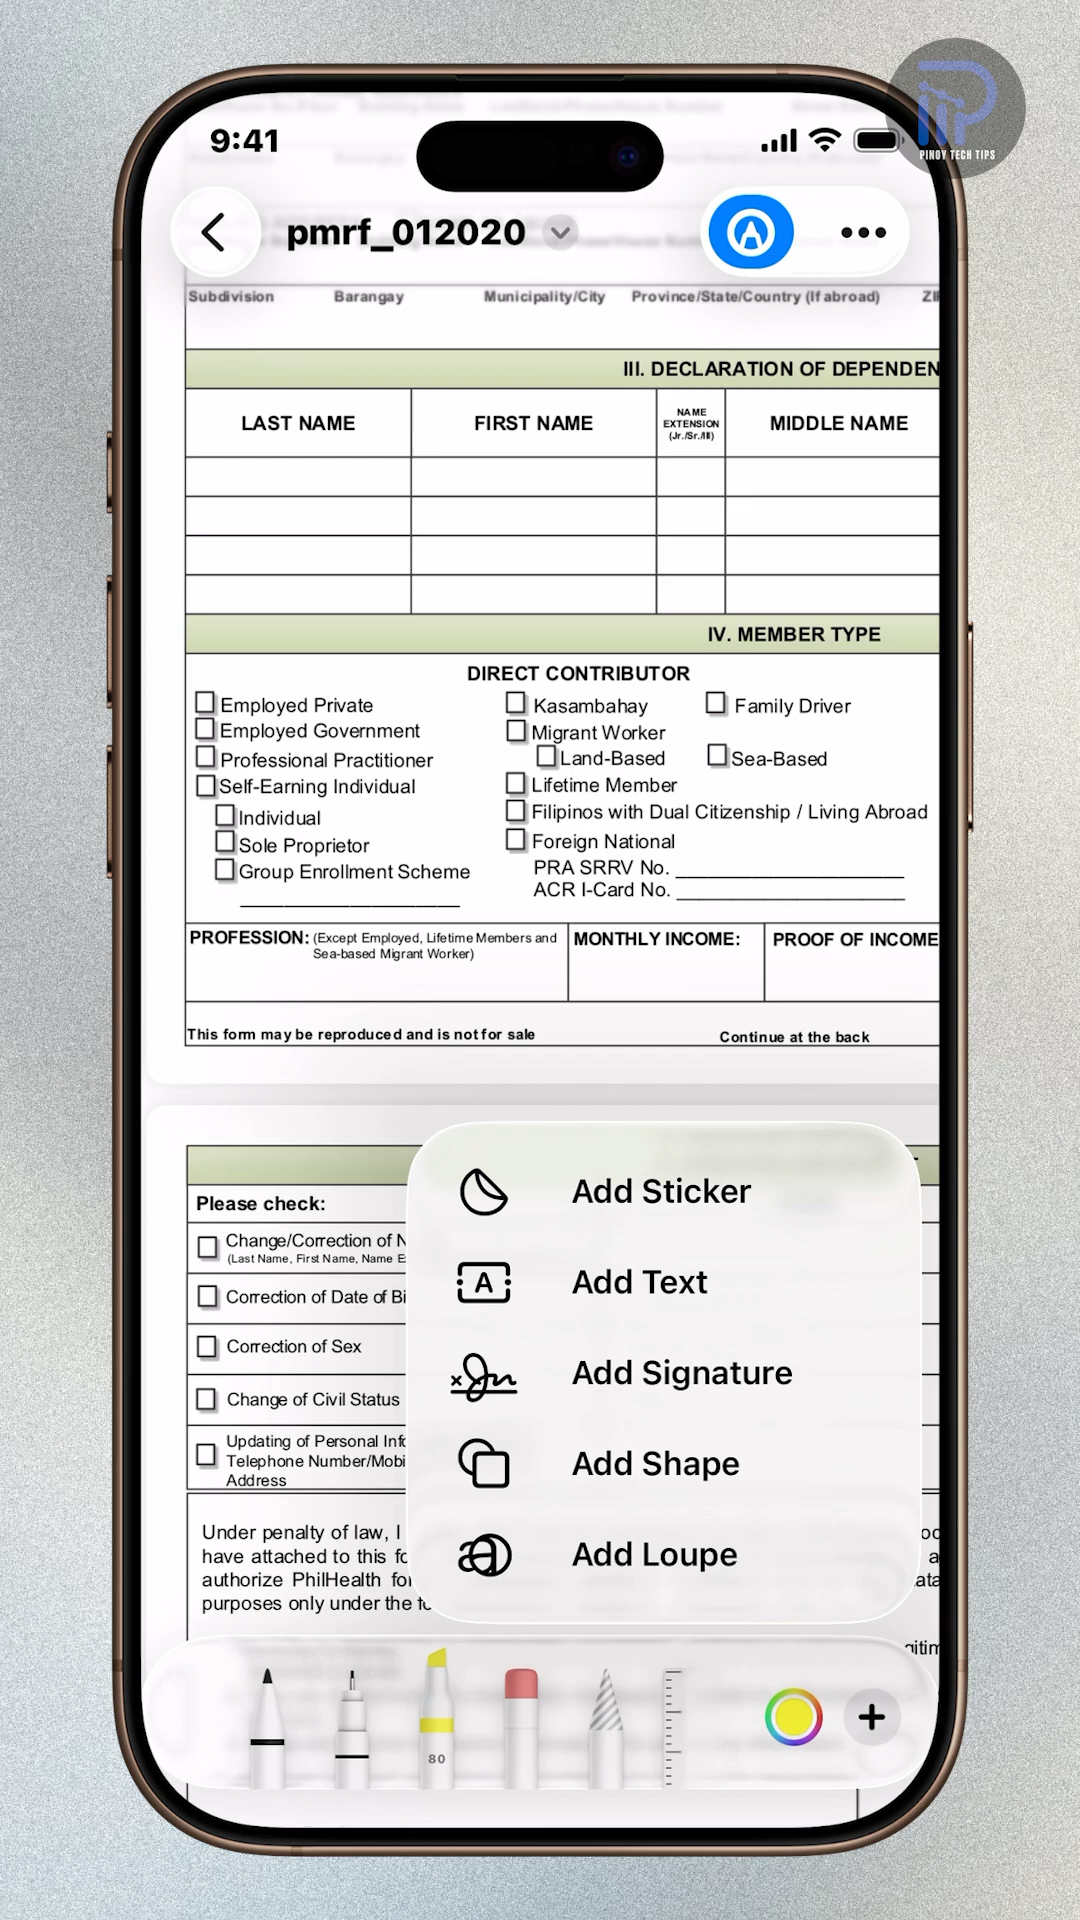 PINOY TECH TIPS
9:41
pmrf_012020
Subdivision Barangay Municipality/City Province/State/Country (If abroad)
III. DECLARATION OF
LAST NAME FIRST NAME NAME EXTENSION (Jr./Sr./III) MIDDLE NAME
IV. MEMBER TYPE
DIRECT CONTRIBUTOR
Employed Private Kasambahay Family Driver
Employed Government Migrant Worker
Professional Practitioner Land-Based Sea-Based
Self-Earning Individual Lifetime Member
Individual Filipinos with Dual Citizenship / Living Abroad
Sole Proprietor Foreign National
Group Enrollment Scheme PRA SRRV No.
ACR I-Card No.
PROFESSION: (Except Employed, Lifetime Members and
Sea-based Migrant Worker)
MONTHLY INCOME: PROOF OF INCOME
This form may be reproduced and is not for sale Continue at the back
Please check:
Change/Correction of
(Last Name, First Name, Name
Correction of Date of
Correction of Sex
Change of Civil Status
Updating of Personal
Telephone
Address
Under penalty of law, I
have attached to this
authorize PhilHealth
purposes only under the
Add Sticker
Add Text
Add Signature
Add Shape
Add Loupe
80